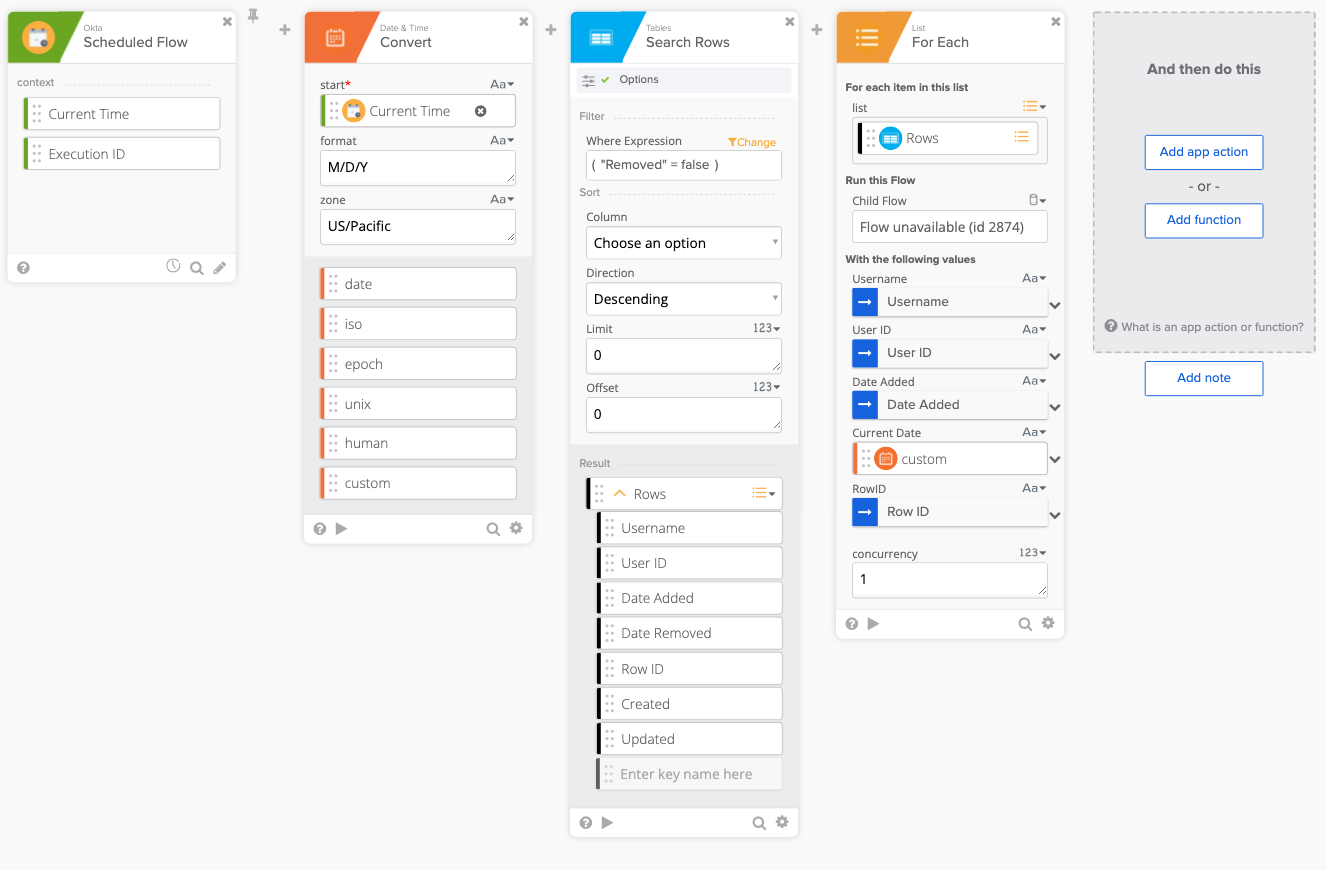 Okta
Scheduled Flow
context
Current Time
Execution ID
Date & Time
Convert
start*
Aa
Current Time
format
Aa
M/D/Y
zone
Aa
US/Pacific
date
iso
epoch
unix
human
custom
Tables
Search Rows
Options
Filter
Where Expression
Change
( "Removed" = false )
Sort
Column
Choose an option
Direction
Descending
Limit
123
0
Offset
123
0
Result
Rows
Username
User ID
Date Added
Date Removed
Row ID
Created
Updated
Enter key name here
List
For Each
For each item in this list
list
Rows
Run this Flow
Child Flow
Flow unavailable (id 2874)
With the following values
Username
Aa
Username
User ID
Aa
User ID
Date Added
Aa
Date Added
Current Date
Aa
custom
RowID
Aa
Row ID
concurrency
123
1
And then do this
Add app action
- or -
Add function
What is an app action or function?
Add note